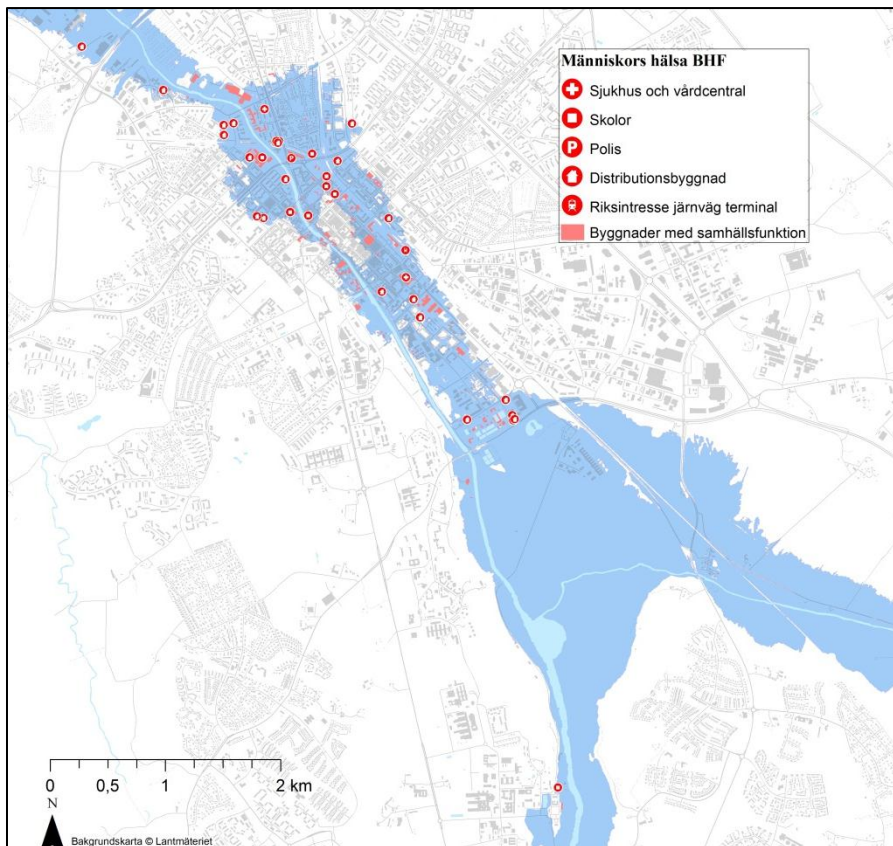 Människors hälsa BHF
Sjukhus och vårdcentral
Skolor
P Polis
Distributionsbyggnad
Riksintresse järnväg terminal
Byggnader med samhällsfunktion
P
0 0,5 1 2 km
N
Bakgrundskarta © Lantmäteriet